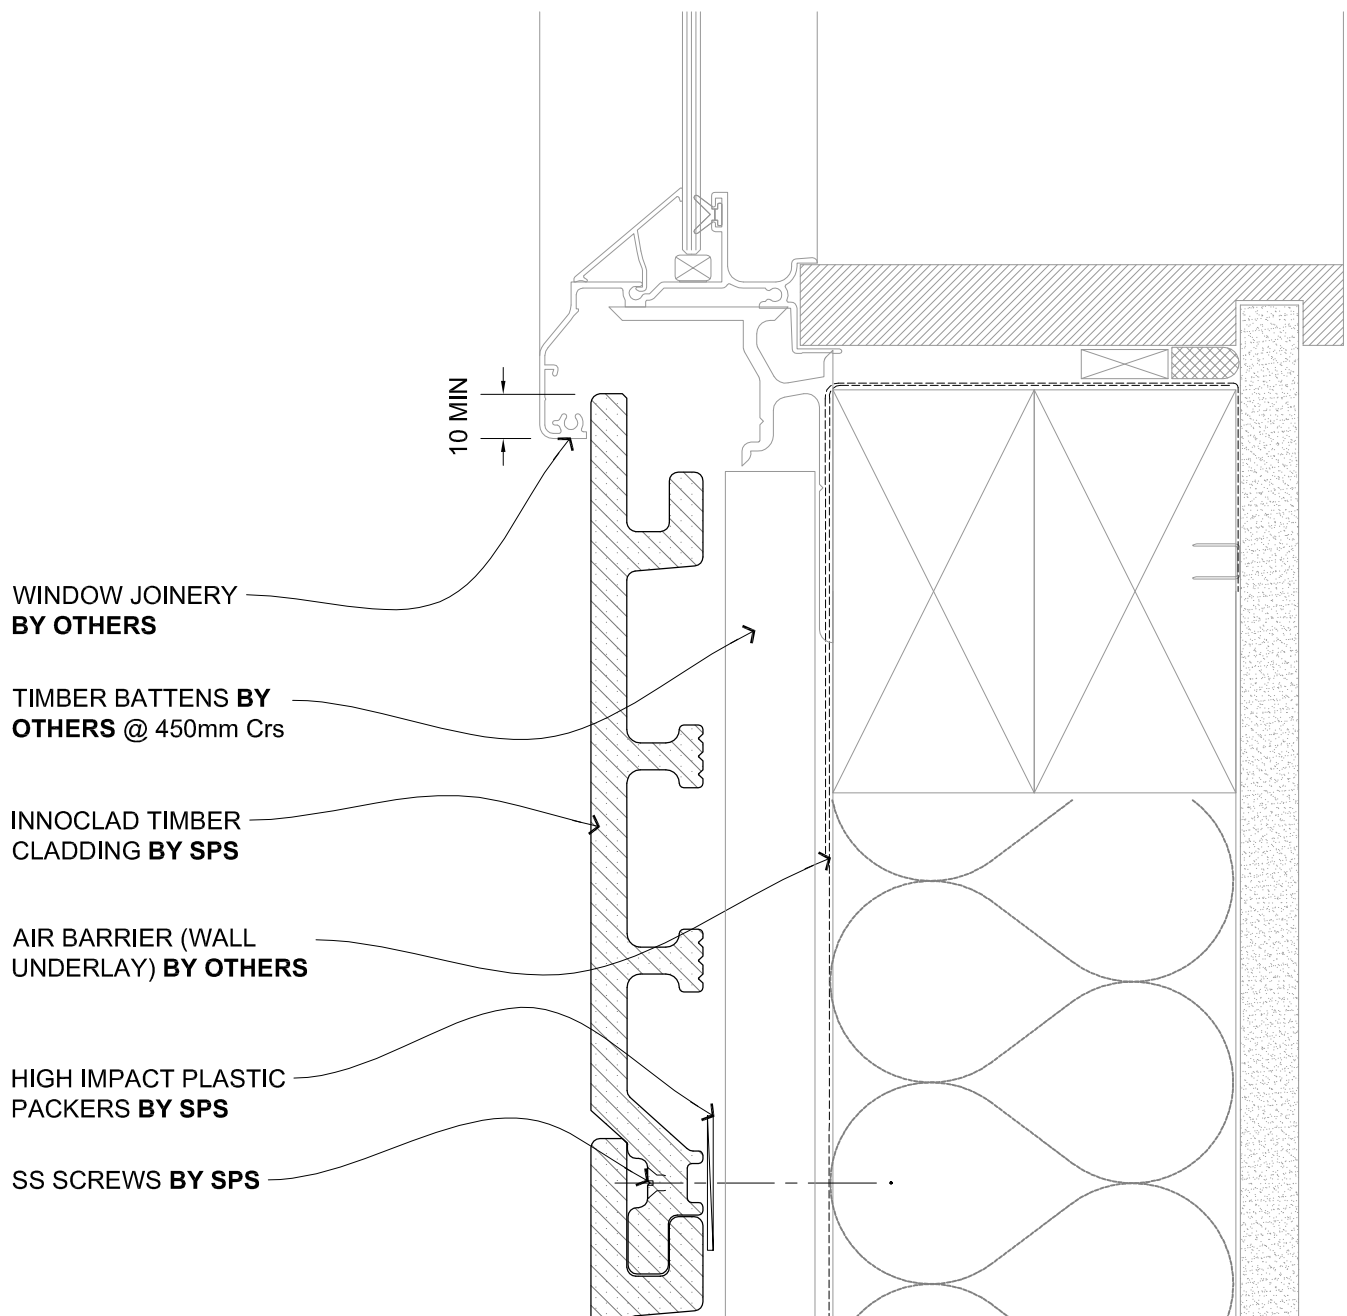 10 MIN
WINDOW JOINERY
BY OTHERS
TIMBER BATTENS BY
OTHERS @ 450mm Crs
INNOCLAD TIMBER
CLADDING BY SPS
AIR BARRIER (WALL
UNDERLAY) BY OTHERS
HIGH IMPACT PLASTIC
PACKERS BY SPS
SS SCREWS BY SPS